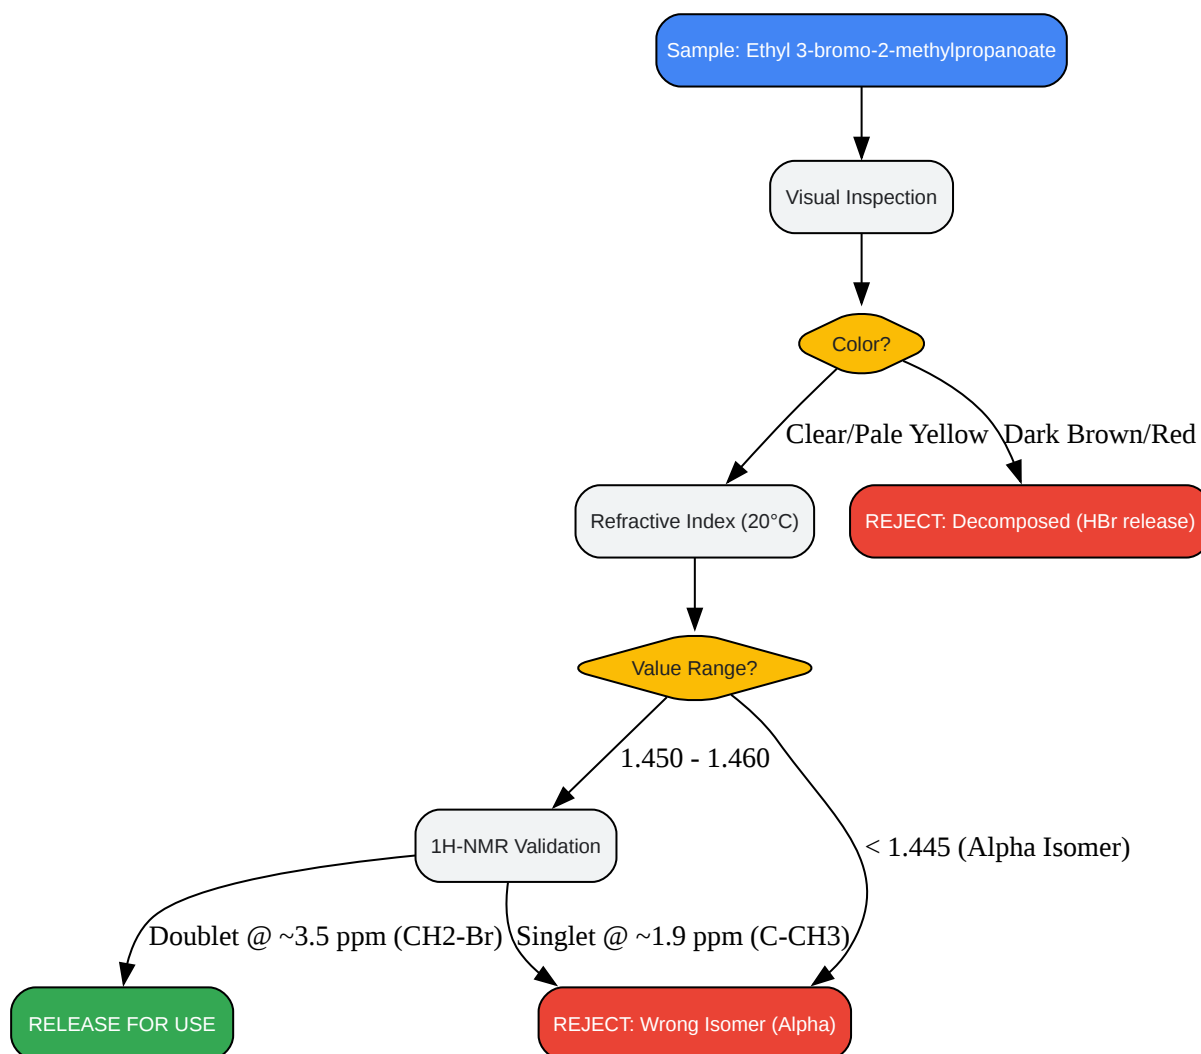 Sample: Ethyl 3-bromo-2-methylpropanoate
Visual Inspection
Color?
Clear/Pale Yellow
Dark Brown/Red
Refractive Index (20°C)
REJECT: Decomposed (HBr release)
Value Range?
1.450 - 1.460
1H-NMR Validation
< 1.445 (Alpha Isomer)
Doublet @ ~3.5 ppm (CH2-Br)
Singlet @ ~1.9 ppm (C-CH3)
RELEASE FOR USE
REJECT: Wrong Isomer (Alpha)